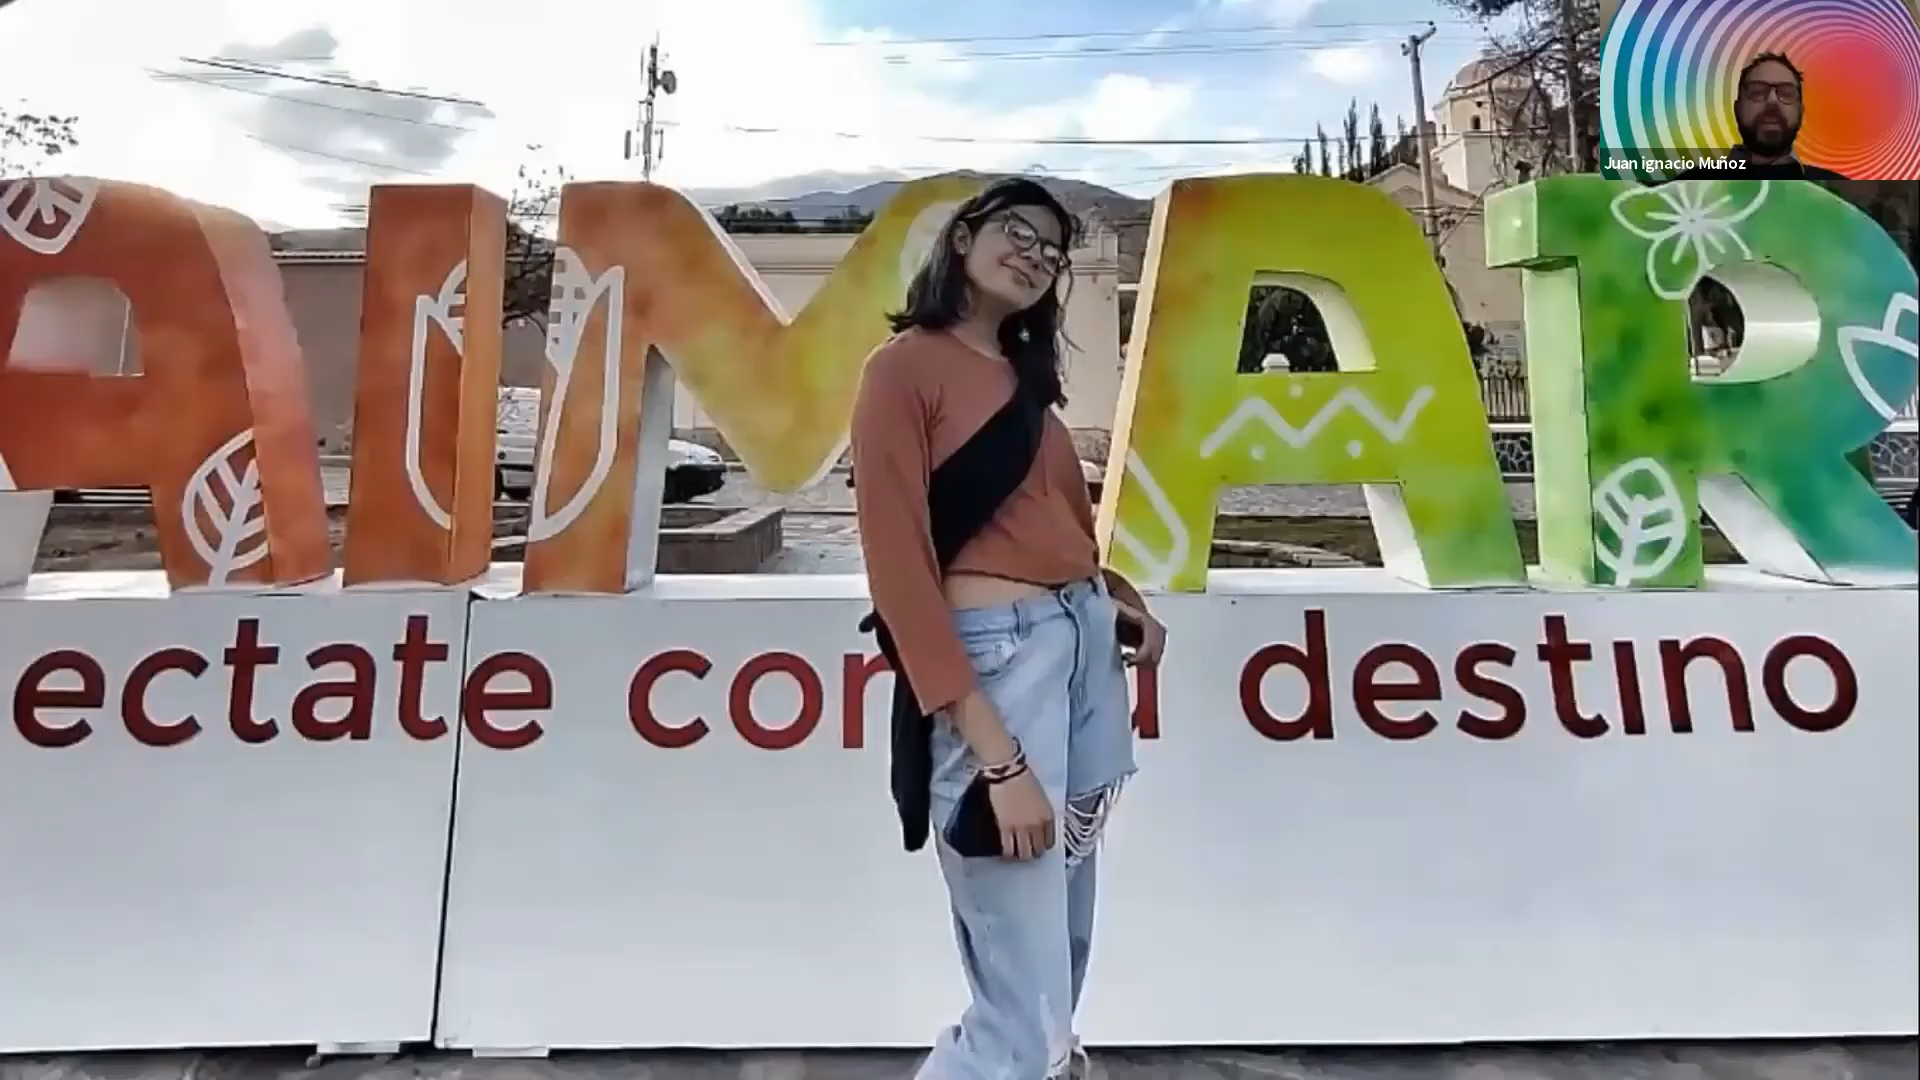 Juan ignacio Muñoz
AIMAR
ectate con destino